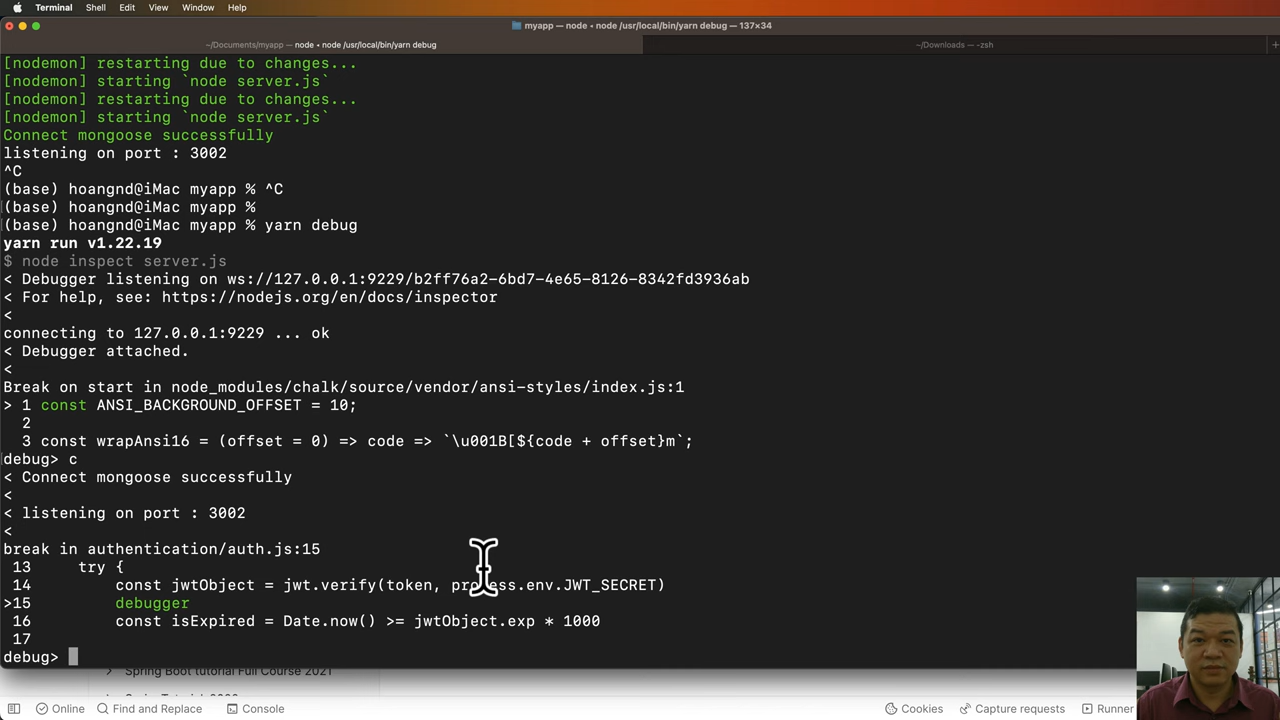 Terminal Shell Edit View Window Help
myapp — node • node /usr/local/bin/yarn debug — 137×34
~/Documents/myapp — node • node /usr/local/bin/yarn debug
~/Downloads — -zsh
[nodemon] restarting due to changes...
[nodemon] starting `node server.js`
[nodemon] restarting due to changes...
[nodemon] starting `node server.js`
Connect mongoose successfully
listening on port : 3002
^C
(base) hoangnd@iMac myapp % ^C
(base) hoangnd@iMac myapp %
(base) hoangnd@iMac myapp % yarn debug
yarn run v1.22.19
$ node inspect server.js
< Debugger listening on ws://127.0.0.1:9229/b2ff76a2-6bd7-4e65-8126-8342fd3936ab
< For help, see: https://nodejs.org/en/docs/inspector
<
connecting to 127.0.0.1:9229 ... ok
< Debugger attached.
<
Break on start in node_modules/chalk/source/vendor/ansi-styles/index.js:1
> 1 const ANSI_BACKGROUND_OFFSET = 10;
2
3 const wrapAnsi16 = (offset = 0) => code => `\u001B[${code + offset}m`;
debug> c
< Connect mongoose successfully
<
< listening on port : 3002
<
break in authentication/auth.js:15
13 try {
14 const jwtObject = jwt.verify(token, process.env.JWT_SECRET)
>15 debugger
16 const isExpired = Date.now() >= jwtObject.exp * 1000
17
debug>
Spring Boot tutorial Full Course 2021
Online Find and Replace Console Cookies Capture requests Runner